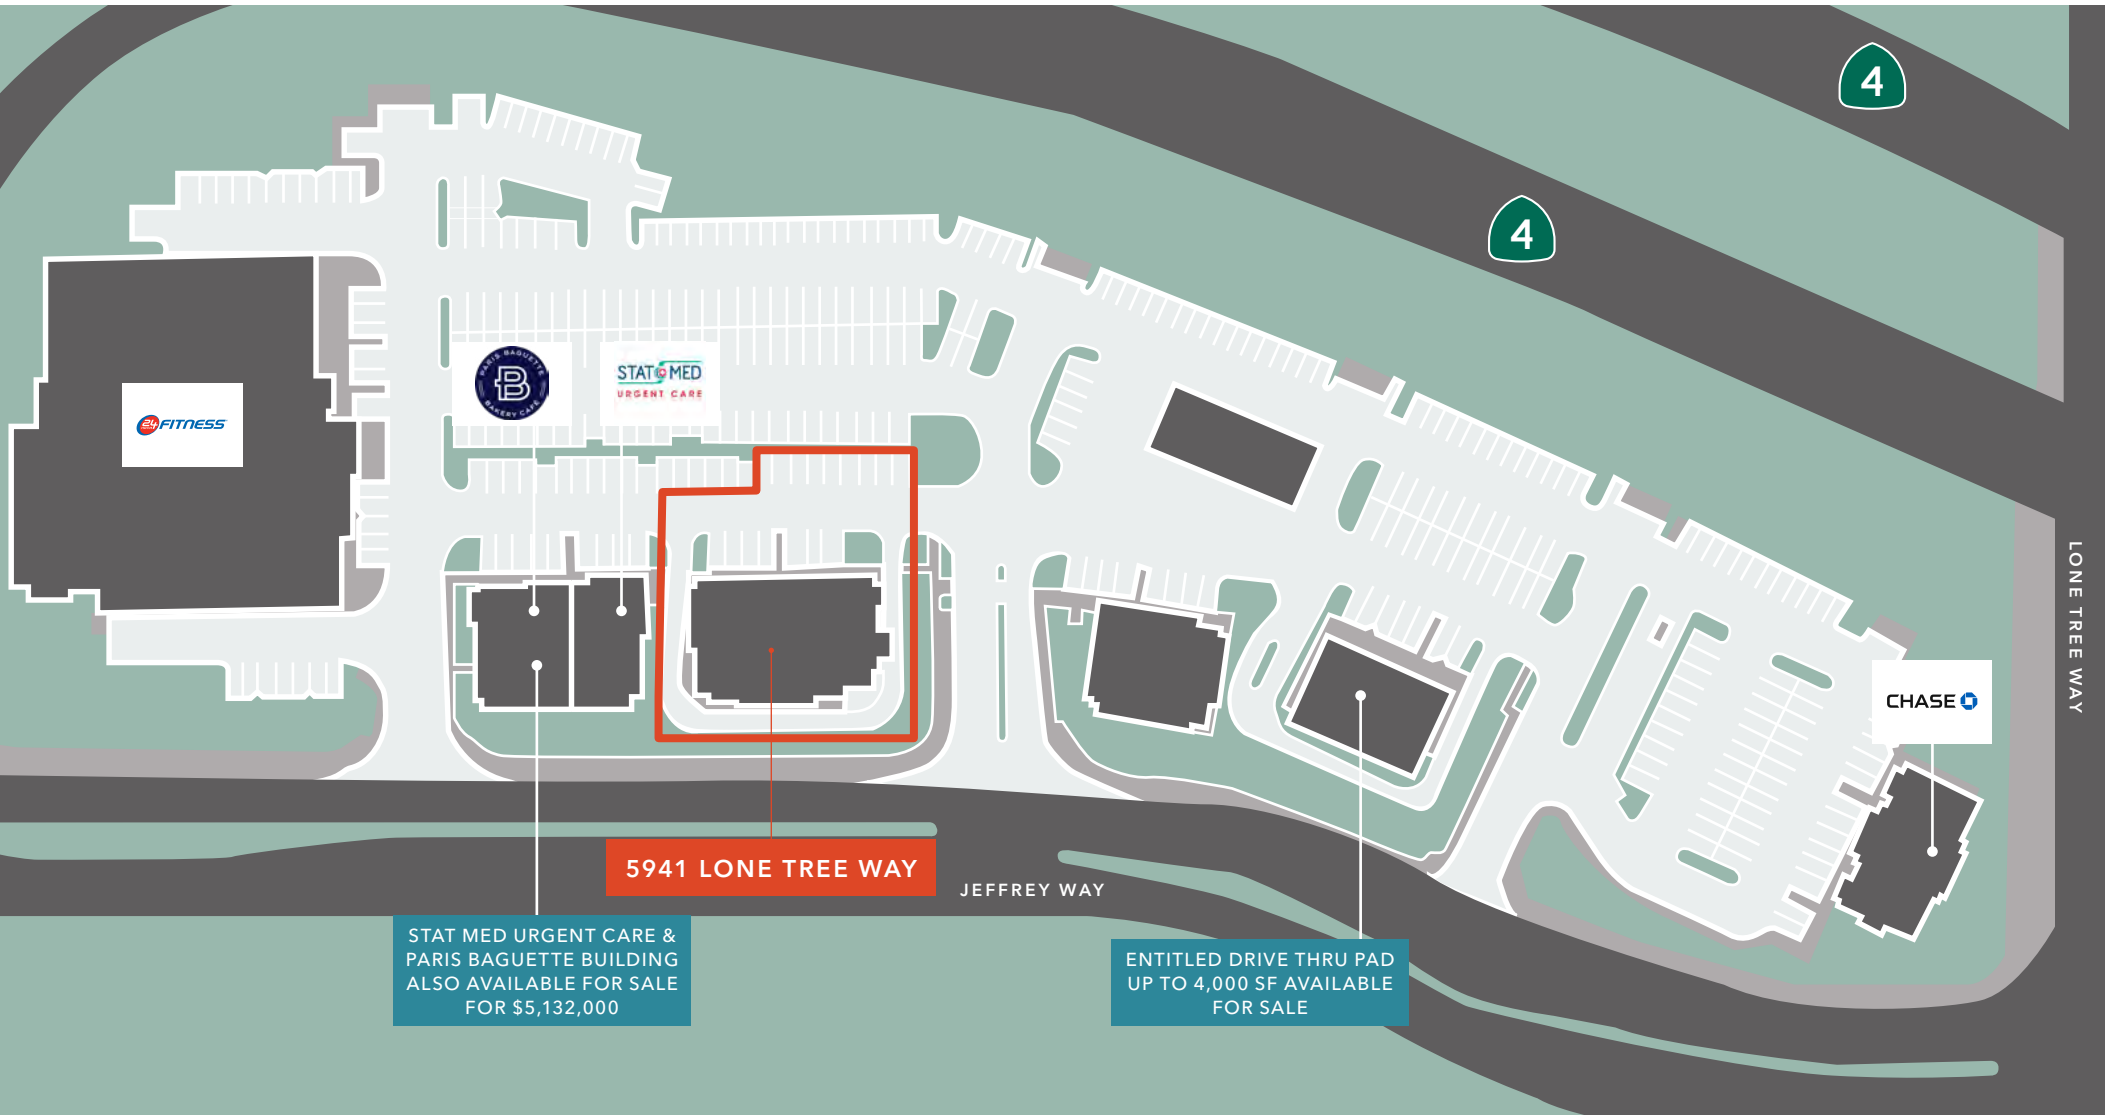 4
4
PARIS BAGUETTE
B
BAKERY CAFE
STAT MED
URGENT CARE
24
FITNESS
LONE TREE WAY
CHASE
5941 LONE TREE WAY
JEFFREY WAY
STAT MED URGENT CARE &
PARIS BAGUETTE BUILDING
ALSO AVAILABLE FOR SALE
FOR $5,132,000
ENTITLED DRIVE THRU PAD
UP TO 4,000 SF AVAILABLE
FOR SALE